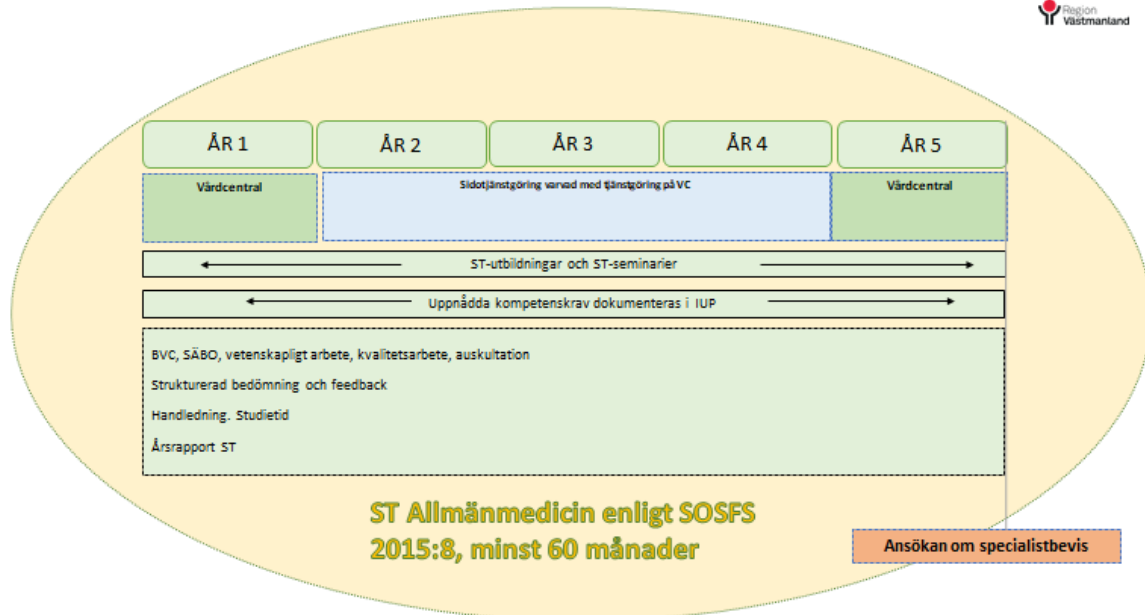 Region
Västmanland
ÅR 1
ÅR 2
ÅR 3
ÅR 4
ÅR 5
Vårdcentral
Sidotjänstgöring varvad med tjänstgöring på VC
Vårdcentral
ST-utbildningar och ST-seminarier
Uppnådda kompetenskrav dokumenteras i IUP
BVC, SÄBO, vetenskapligt arbete, kvalitetsarbete, auskultation
Strukturerad bedömning och feedback
Handledning. Studietid
Årsrapport ST
ST Allmänmedicin enligt SOSFS
2015:8, minst 60 månader
Ansökan om specialistbevis